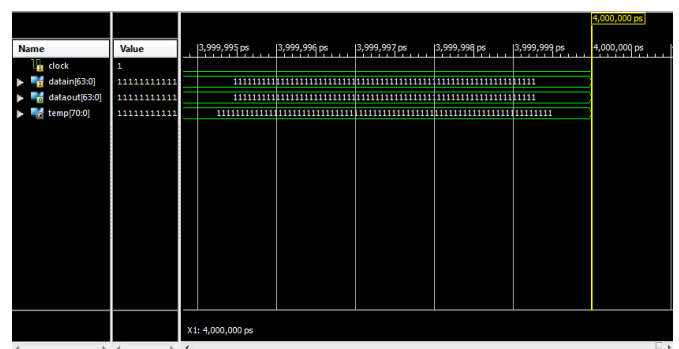 4,000,000 ps
Name Value 3,999,995 ps 3,999,996 ps 3,999,997 ps 3,999,998 ps 3,999,999 ps 4,000,000 ps
clock 1
datain[63:0] 11111111111 1111111111111111111111111111111111111111111111111111111111111111
dataout[63:0] 11111111111 1111111111111111111111111111111111111111111111111111111111111111
temp[70:0] 11111111111 11111111111111111111111111111111111111111111111111111111111111111111111
X1: 4,000,000 ps